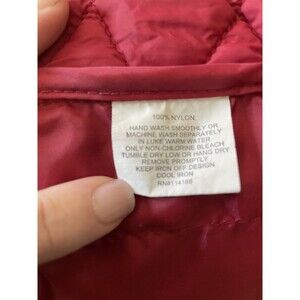 100% NYLON
HAND WASH SMOOTHLY OR
MACHINE WASH SEPARATELY
IN LUKE WARM WATER
ONLY NON-CHLORINE BLEACH
TUMBLE DRY LOW OR HANG DRY
REMOVE PROMPTLY
KEEP IRON OFF DESIGN
COOL IRON
RN#114188